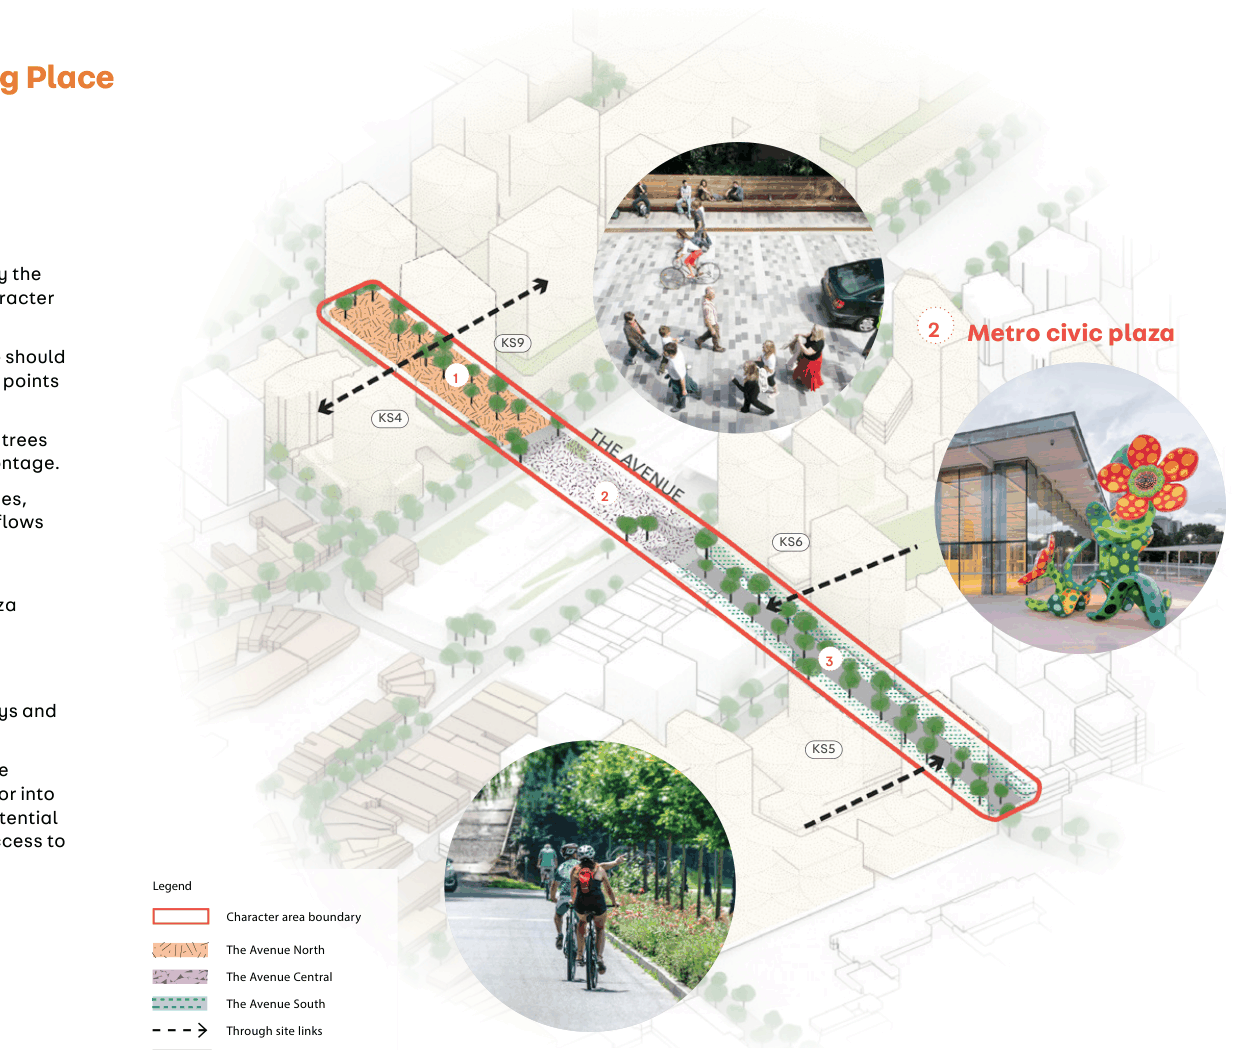 g Place
y the
racter
should
points
trees
ntage.
es,
flows
za
ys and
e
or into
tential
cess to
KS9
1
KS4
THE AVENUE
2
KS6
3
KS5
2 Metro civic plaza
Legend
Character area boundary
The Avenue North
The Avenue Central
The Avenue South
Through site links